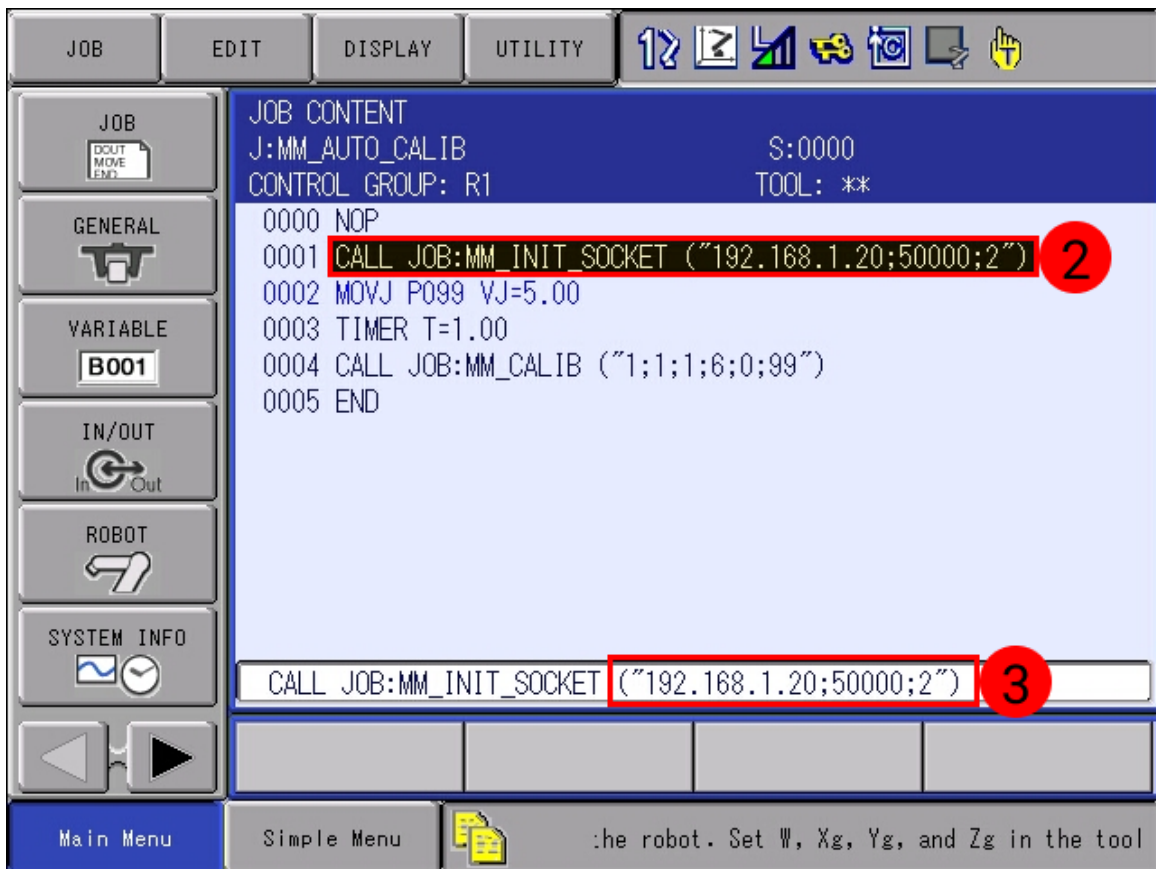 JOB EDIT DISPLAY UTILITY
JOB
DOUT
MOVE
END
JOB CONTENT
J:MM_AUTO_CALIB S:0000
CONTROL GROUP: R1 TOOL: **
GENERAL
0000 NOP
0001 CALL JOB:MM_INIT_SOCKET ("192.168.1.20;50000;2") 2
0002 MOVJ P099 VJ=5.00
0003 TIMER T=1.00
0004 CALL JOB:MM_CALIB ("1;1;1;6;0;99")
0005 END
VARIABLE
B001
IN/OUT
In Out
ROBOT
SYSTEM INFO
CALL JOB:MM_INIT_SOCKET ("192.168.1.20;50000;2") 3
Main Menu Simple Menu :he robot. Set W, Xg, Yg, and Zg in the tool